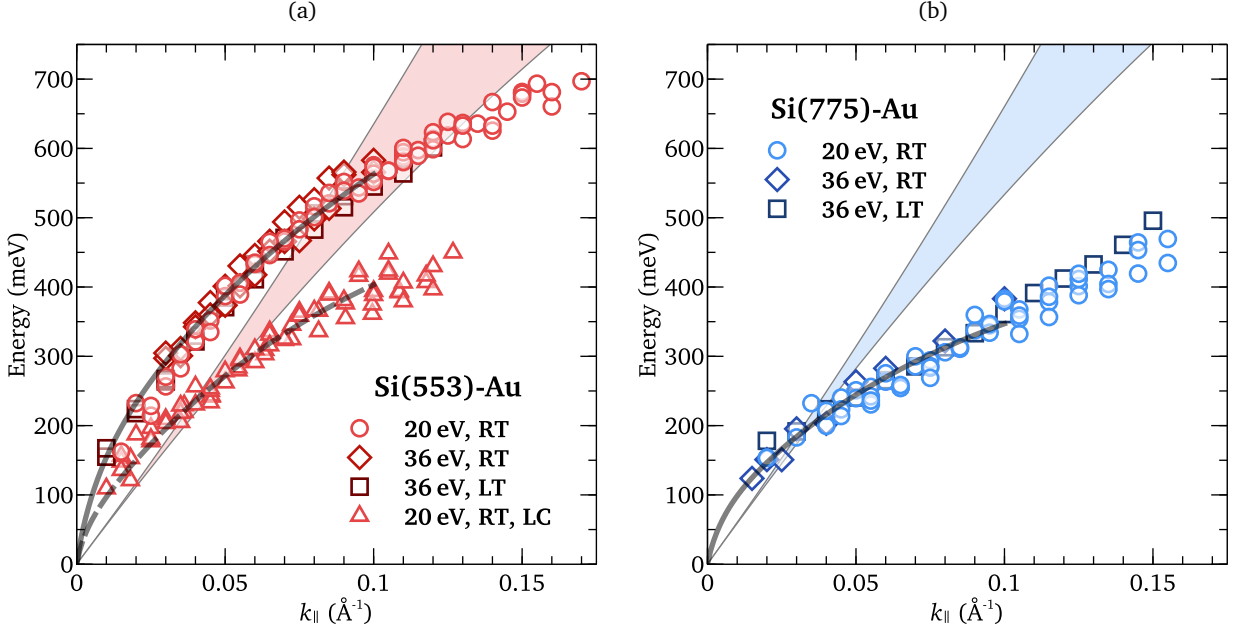 (a)
700
600
500
400
300
200
100
0
Energy (meV)
Si(553)-Au
20 eV, RT
36 eV, RT
36 eV, LT
20 eV, RT, LC
0
0.05
0.1
0.15
k∥ (Å⁻¹)
(b)
700
600
500
400
300
200
100
0
Energy (meV)
Si(775)-Au
20 eV, RT
36 eV, RT
36 eV, LT
0
0.05
0.1
0.15
k∥ (Å⁻¹)